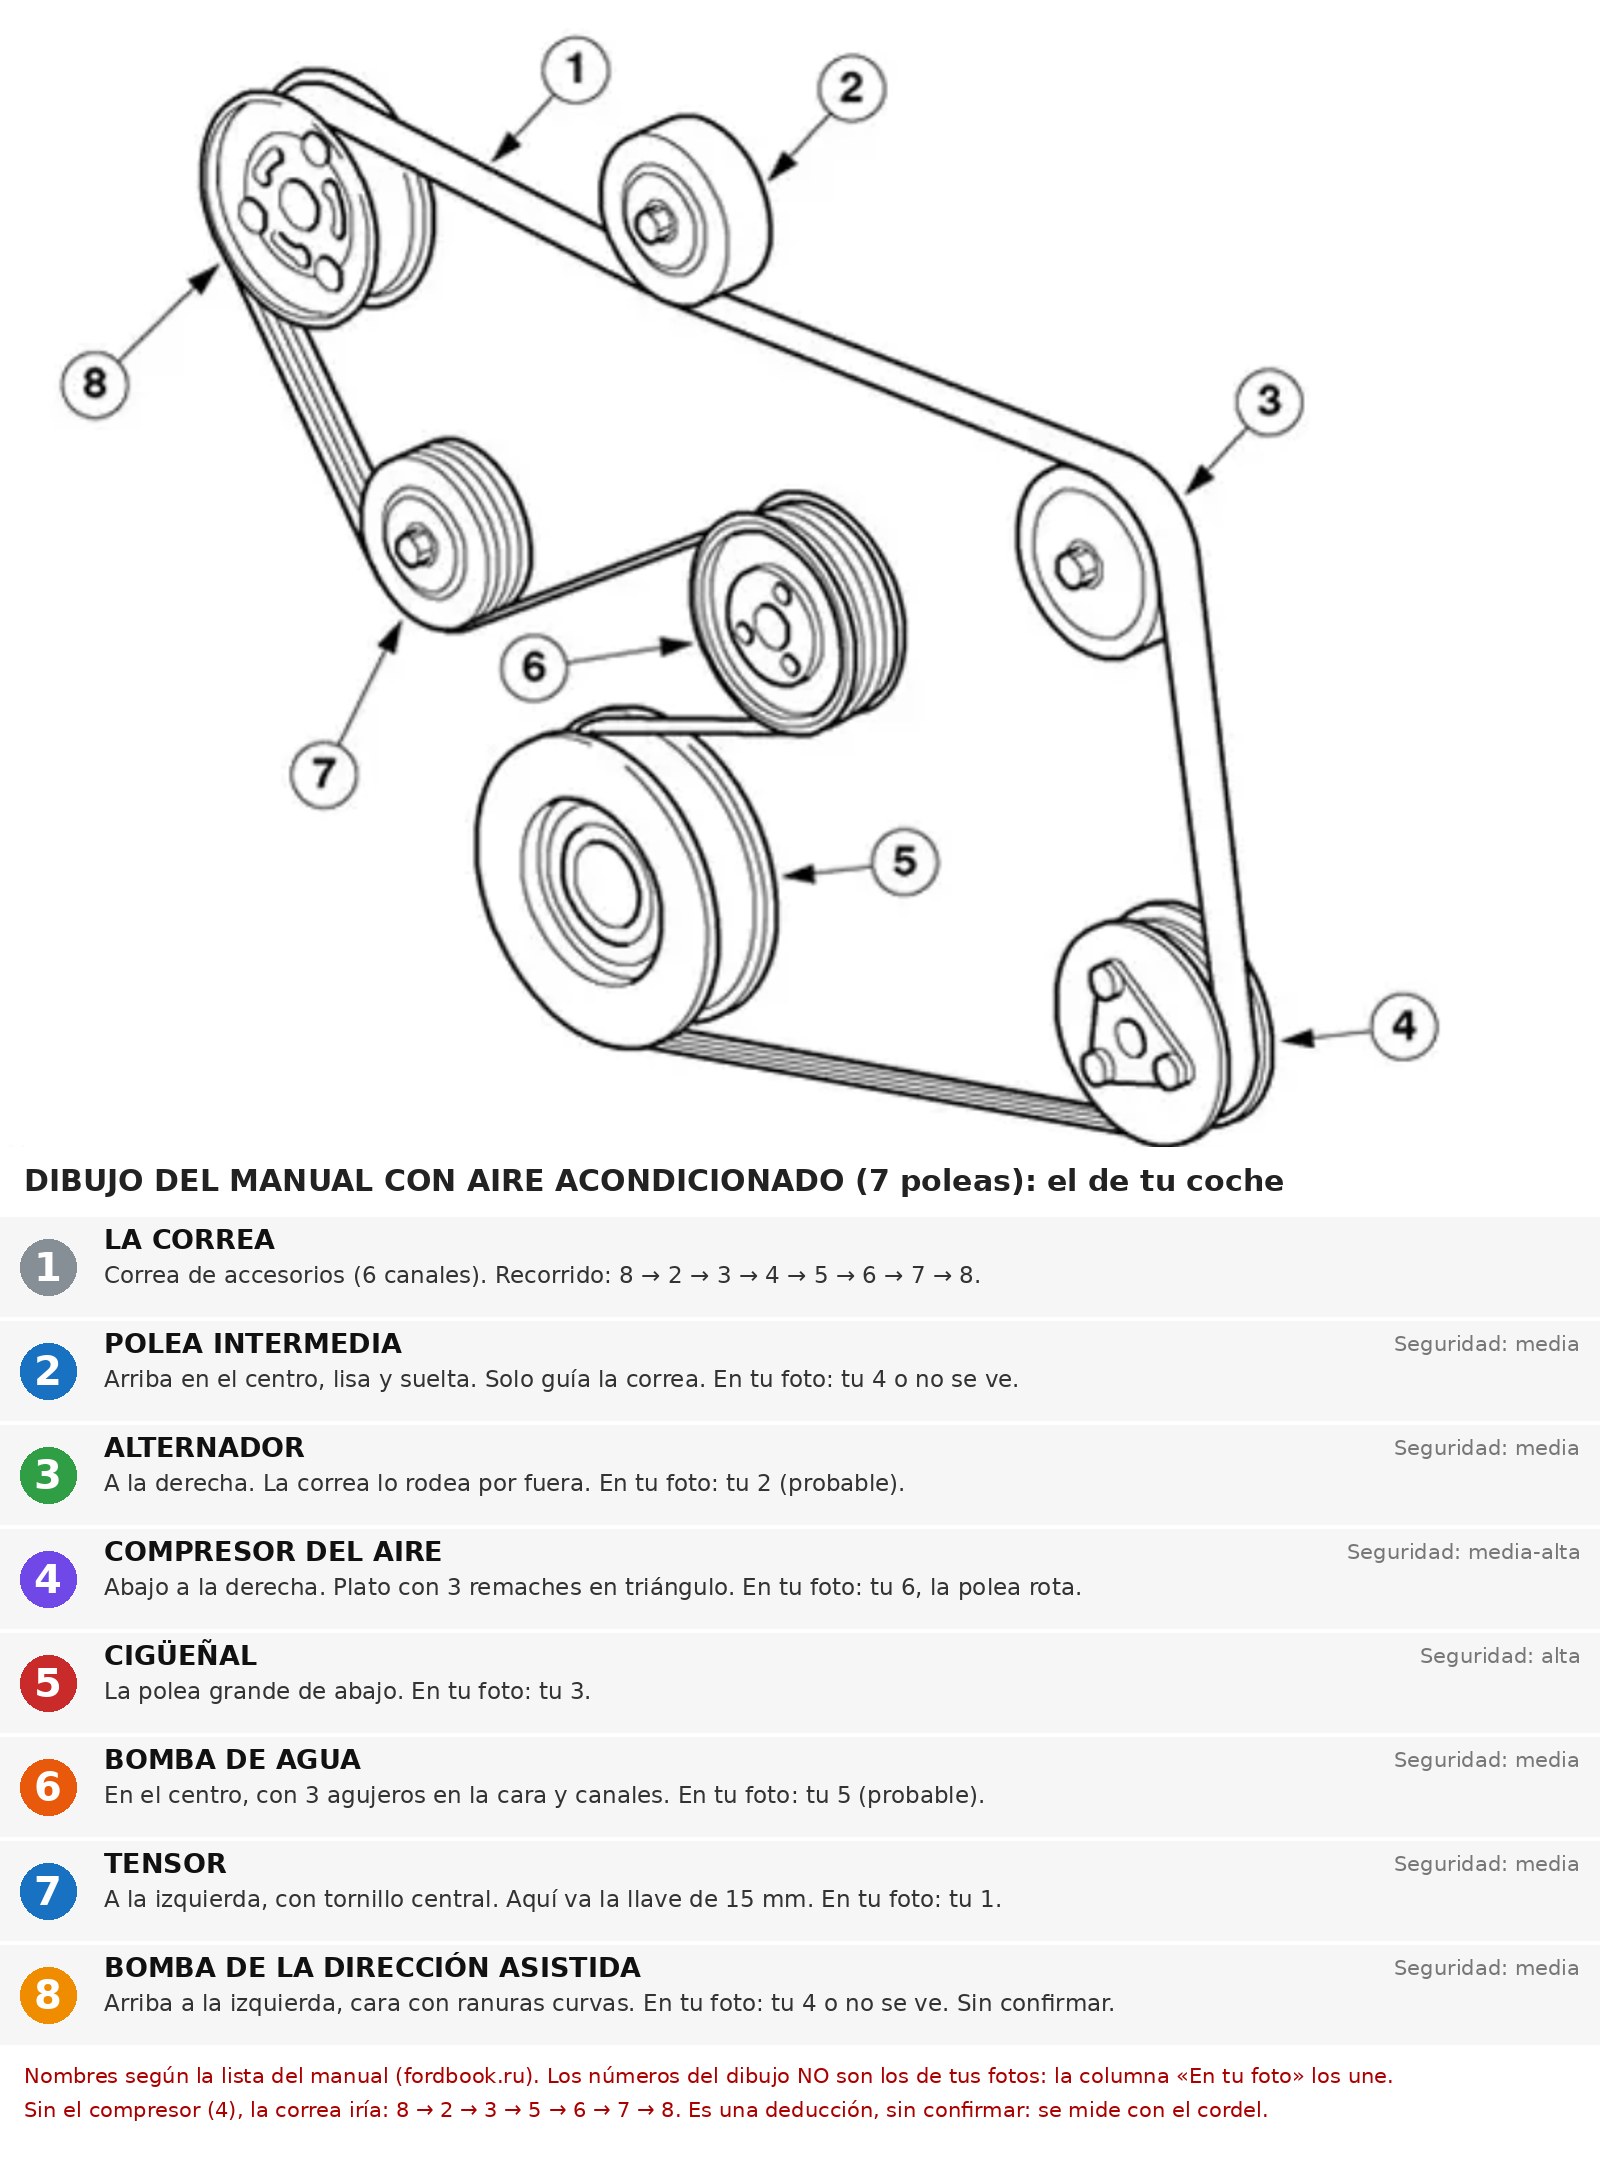 1
2
3
8
7
6
5
4
DIBUJO DEL MANUAL CON AIRE ACONDICIONADO (7 poleas): el de tu coche
1
LA CORREA
Correa de accesorios (6 canales). Recorrido: 8 → 2 → 3 → 4 → 5 → 6 → 7 → 8.
2
POLEA INTERMEDIA
Seguridad: media
Arriba en el centro, lisa y suelta. Solo guía la correa. En tu foto: tu 4 o no se ve.
3
ALTERNADOR
Seguridad: media
A la derecha. La correa lo rodea por fuera. En tu foto: tu 2 (probable).
4
COMPRESOR DEL AIRE
Seguridad: media-alta
Abajo a la derecha. Plato con 3 remaches en triángulo. En tu foto: tu 6, la polea rota.
5
CIGÜEÑAL
Seguridad: alta
La polea grande de abajo. En tu foto: tu 3.
6
BOMBA DE AGUA
Seguridad: media
En el centro, con 3 agujeros en la cara y canales. En tu foto: tu 5 (probable).
7
TENSOR
Seguridad: media
A la izquierda, con tornillo central. Aquí va la llave de 15 mm. En tu foto: tu 1.
8
BOMBA DE LA DIRECCIÓN ASISTIDA
Seguridad: media
Arriba a la izquierda, cara con ranuras curvas. En tu foto: tu 4 o no se ve. Sin confirmar.
Nombres según la lista del manual (fordbook.ru). Los números del dibujo NO son los de tus fotos: la columna «En tu foto» los une.
Sin el compresor (4), la correa iría: 8 → 2 → 3 → 5 → 6 → 7 → 8. Es una deducción, sin confirmar: se mide con el cordel.